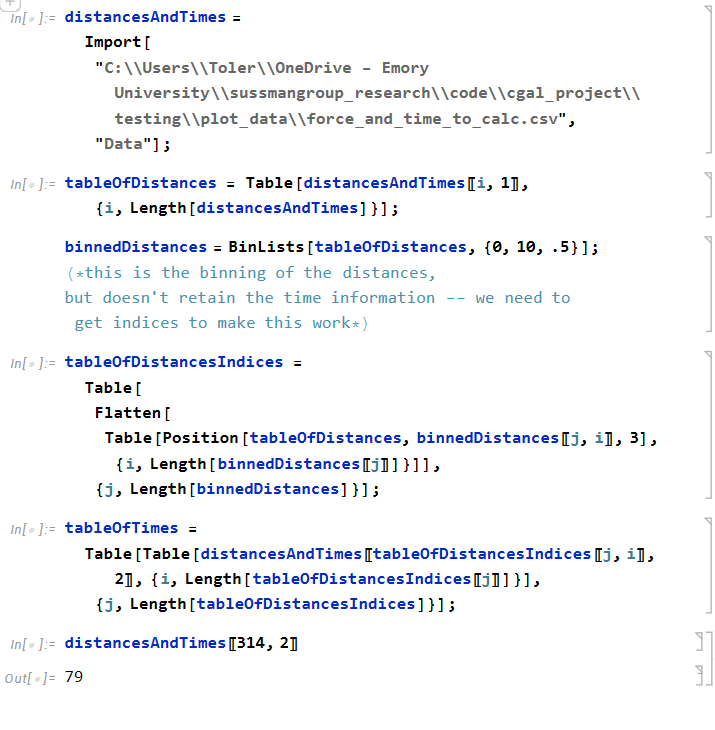 In[ ]:= distancesAndTimes =
Import[
"C:\\Users\\Toler\\OneDrive – Emory
University\\sussmangroup_research\\code\\cgal_project\\
testing\\plot_data\\force_and_time_to_calc.csv",
"Data"];
In[ ]:= tableOfDistances = Table[distancesAndTimes〚i, 1〛,
{i, Length[distancesAndTimes]}];
binnedDistances = BinLists[tableOfDistances, {0, 10, .5}];
(*this is the binning of the distances,
but doesn't retain the time information -- we need to
get indices to make this work*)
In[ ]:= tableOfDistancesIndices =
Table[
Flatten[
Table[Position[tableOfDistances, binnedDistances〚j, i〛, 3],
{i, Length[binnedDistances〚j〛]}]],
{j, Length[binnedDistances]}];
In[ ]:= tableOfTimes =
Table[Table[distancesAndTimes〚tableOfDistancesIndices〚j, i〛,
2〛, {i, Length[tableOfDistancesIndices〚j〛]}],
{j, Length[tableOfDistancesIndices]}];
In[ ]:= distancesAndTimes〚314, 2〛
Out[ ]= 79